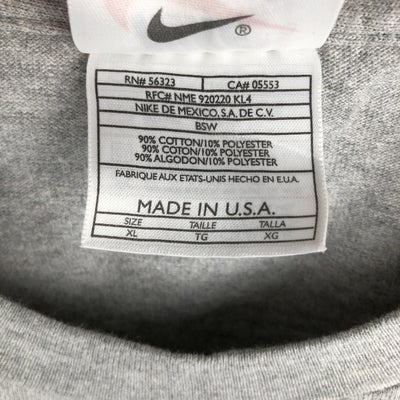 ®
RN# 56323 CA# 05553
RFC# NME 920220 KL4
NIKE DE MEXICO, S.A. DE C.V.
BSW
90% COTTON/10% POLYESTER
90% COTON/10% POLYESTER
90% ALGODON/10% POLYESTER
FABRIQUE AUX ETATS-UNIS HECHO EN E.U.A.
MADE IN U.S.A.
SIZE TAILLE TALLA
XL TG XG